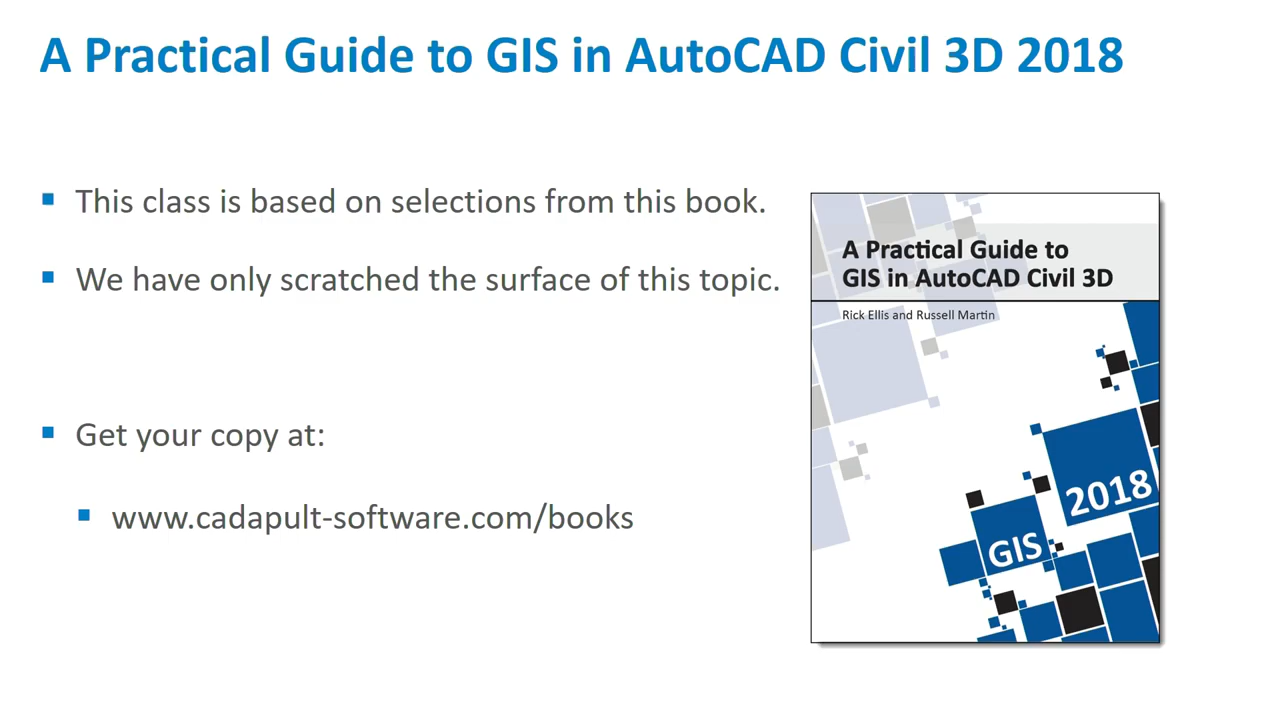 A Practical Guide to GIS in AutoCAD Civil 3D 2018
This class is based on selections from this book.
We have only scratched the surface of this topic.
Get your copy at:
www.cadapult-software.com/books
A Practical Guide to
GIS in AutoCAD Civil 3D
Rick Ellis and Russell Martin
2018
GIS